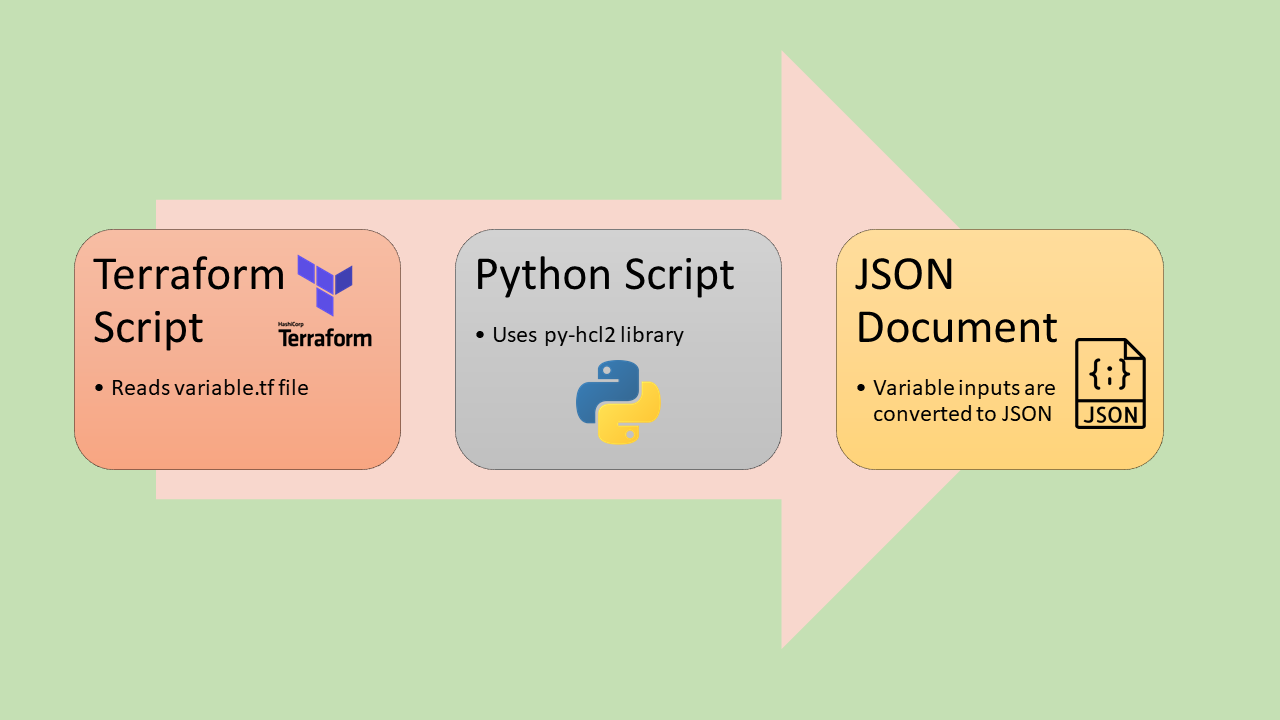 Terraform
Script
HashiCorp
Terraform
• Reads variable.tf file
Python Script
• Uses py-hcl2 library
JSON
Document
• Variable inputs are
converted to JSON
{;}
JSON